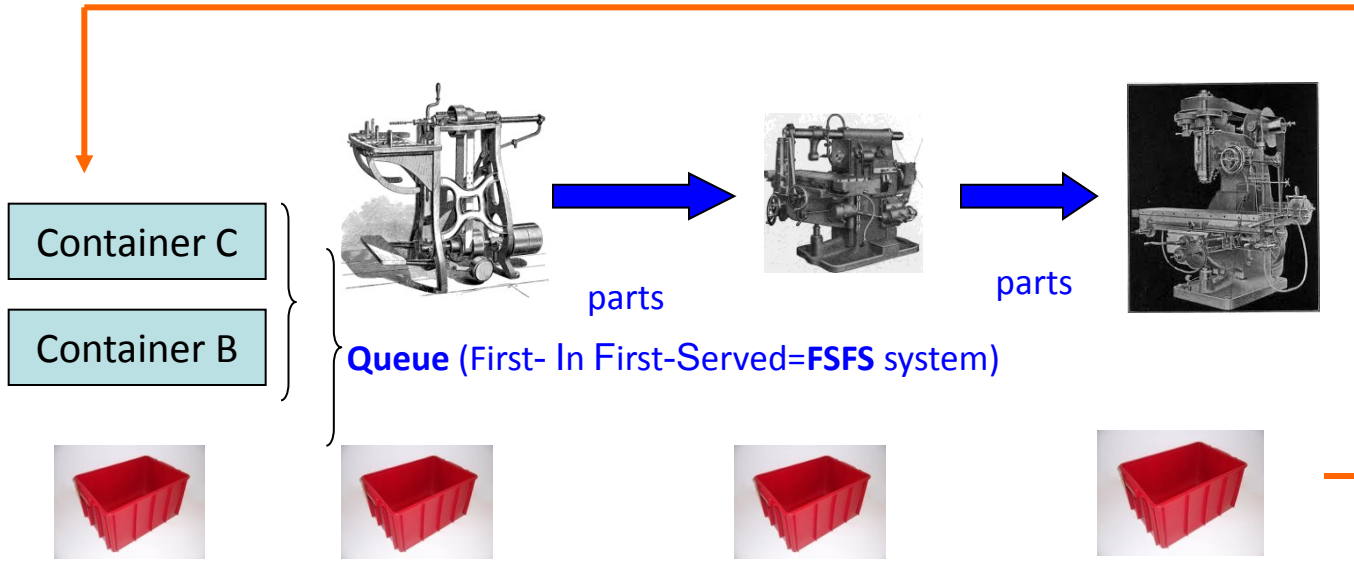 Container C
Container B
parts
parts
Queue (First- In First-Served=FSFS system)